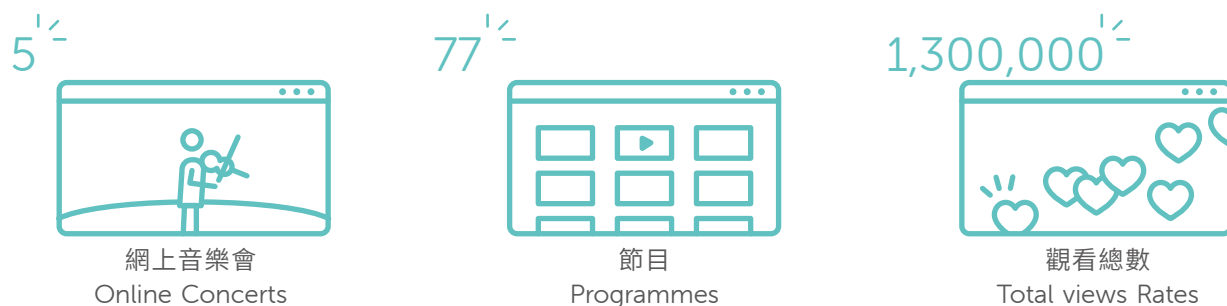 5
網上音樂會
Online Concerts
77
節目
Programmes
1,300,000
觀看總數
Total views Rates